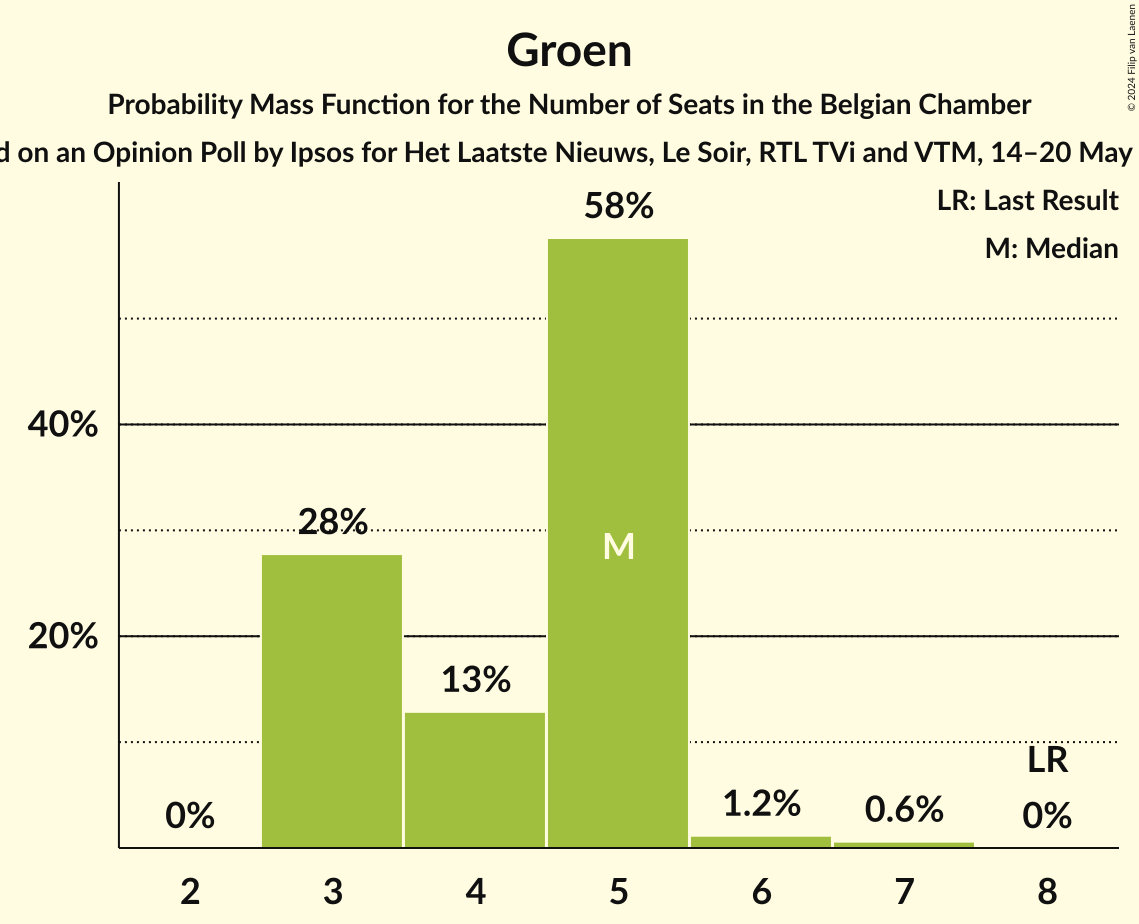 Groen
Probability Mass Function for the Number of Seats in the Belgian Chamber
on an Opinion Poll by Ipsos for Het Laatste Nieuws, Le Soir, RTL TVi and VTM, 14–20 May
© 2024 Filip van Laenen
LR: Last Result
M: Median
58%
40%
28%
M
20%
13%
LR
0%
1.2%
0.6%
0%
2 3 4 5 6 7 8